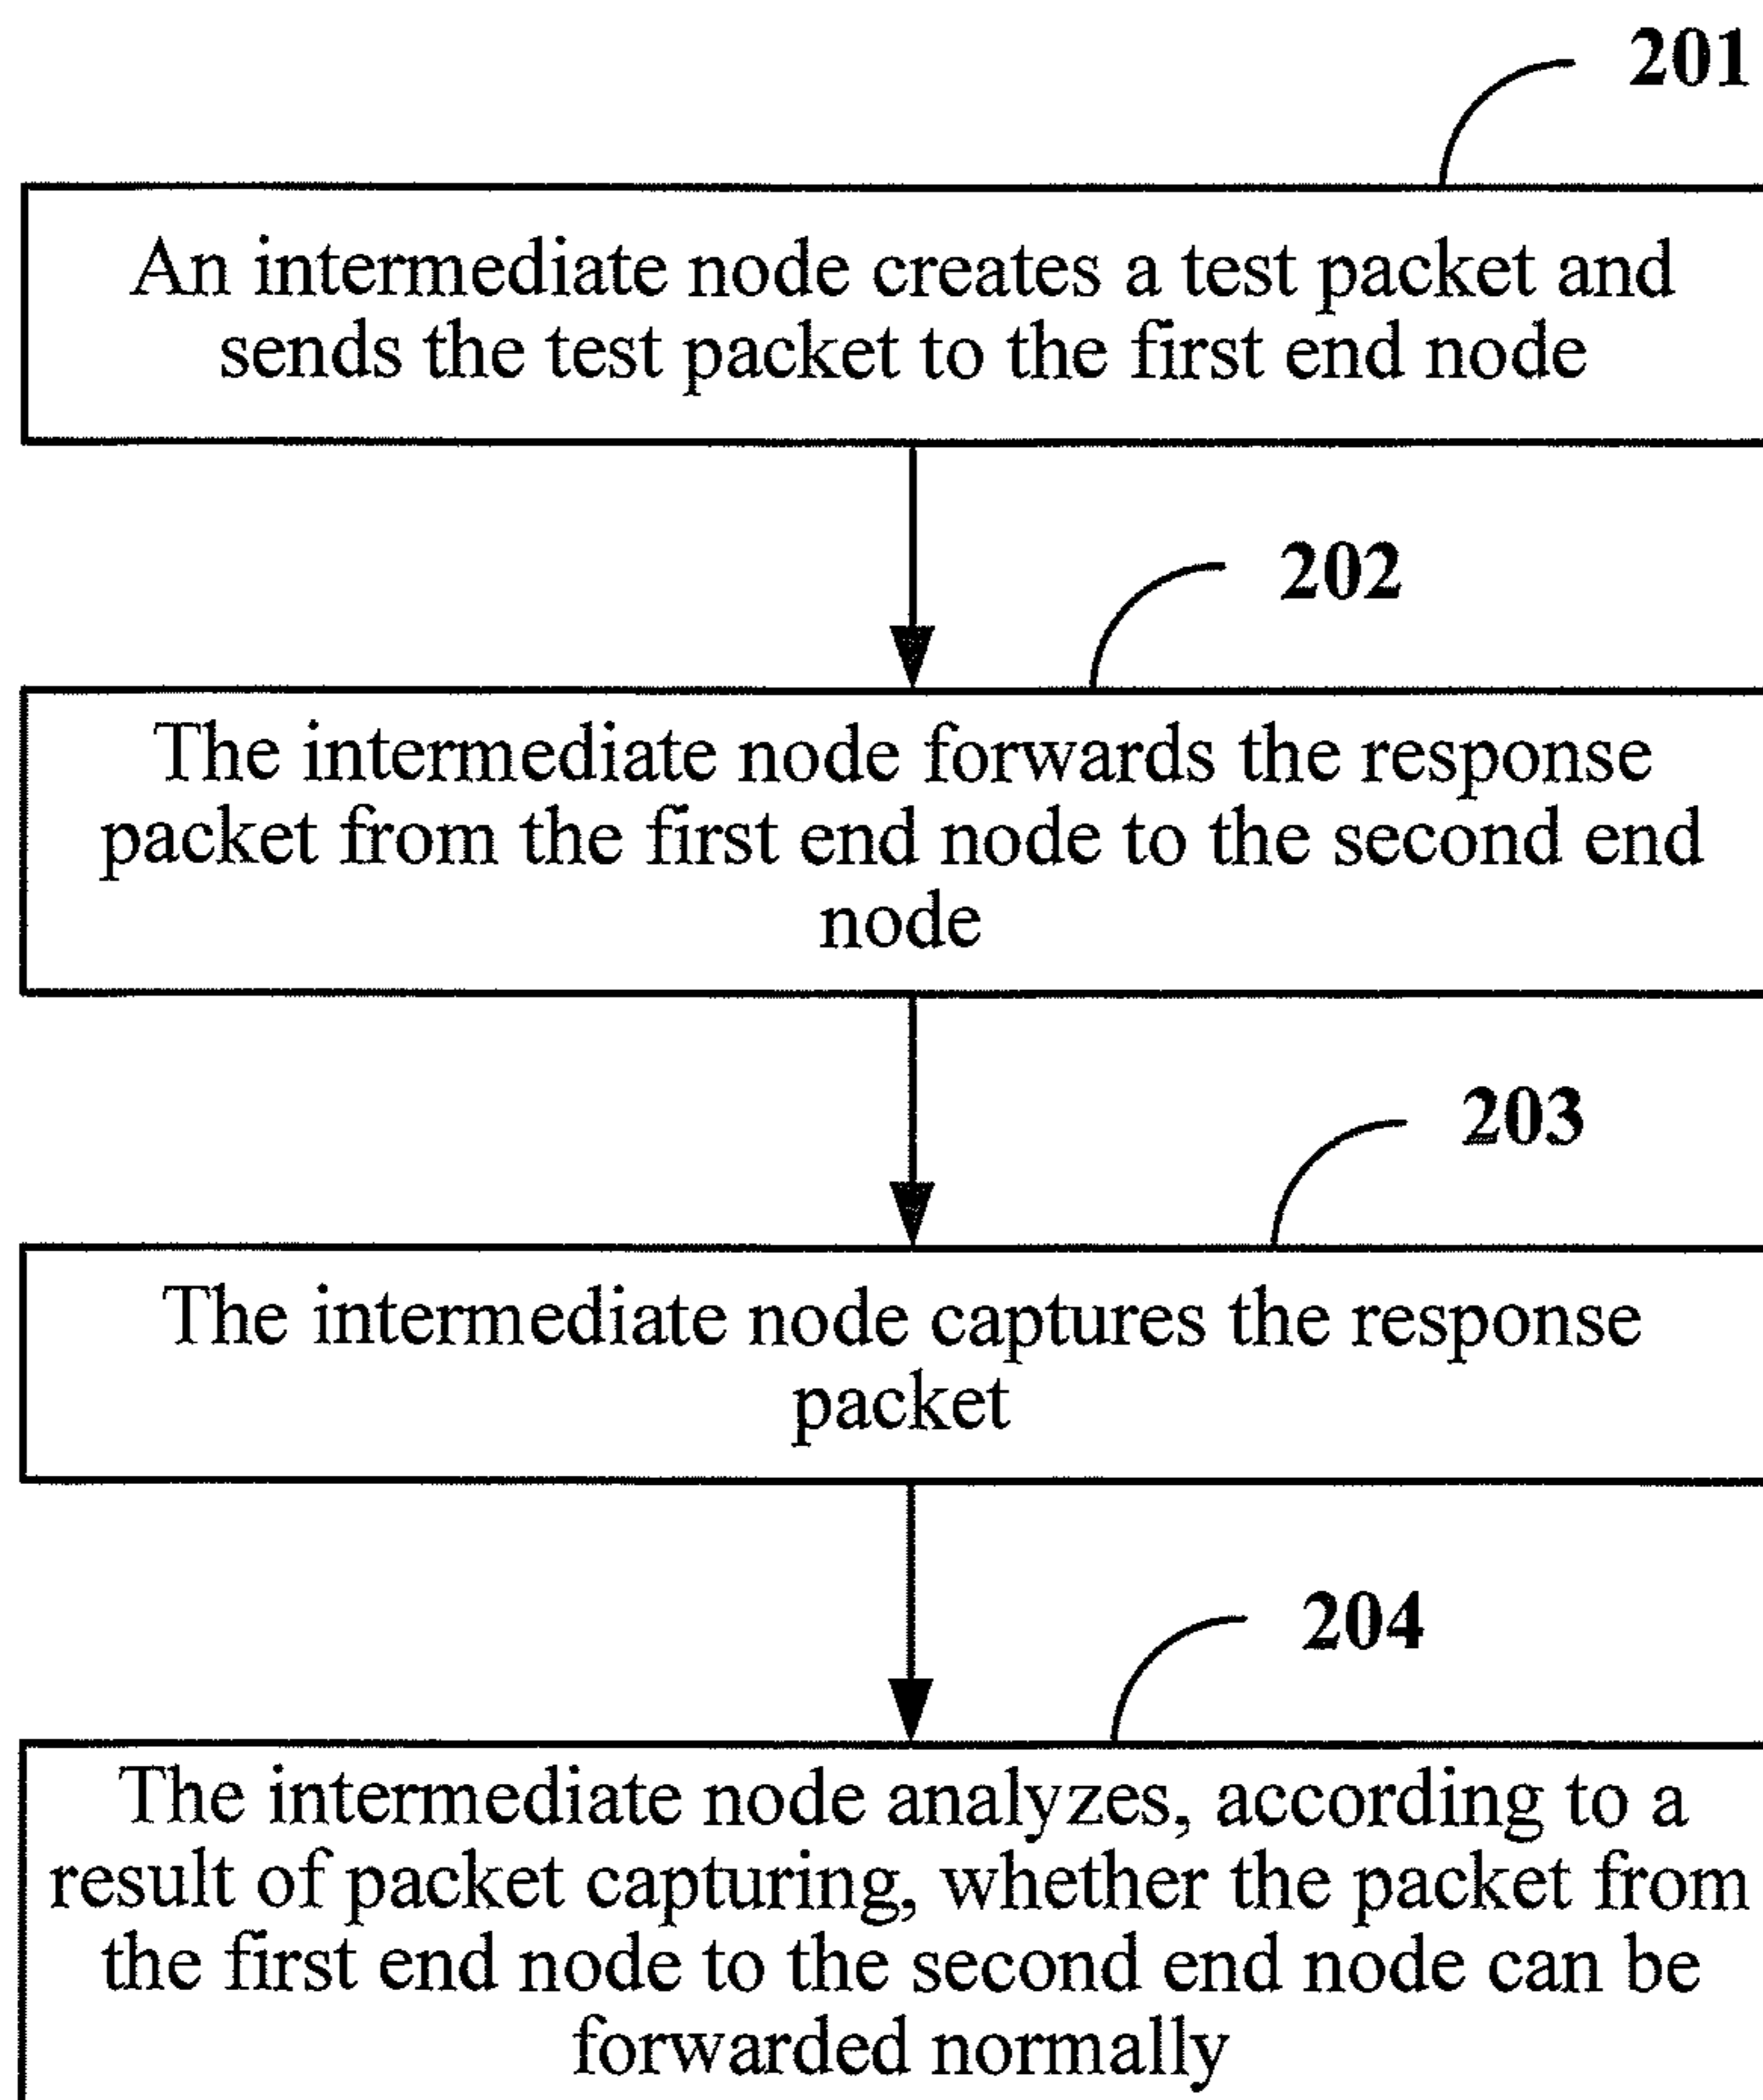 201
An intermediate node creates a test packet and
sends the test packet to the first end node
202
The intermediate node forwards the response
packet from the first end node to the second end
node
203
The intermediate node captures the response
packet
204
The intermediate node analyzes, according to a
result of packet capturing, whether the packet from
the first end node to the second end node can be
forwarded normally